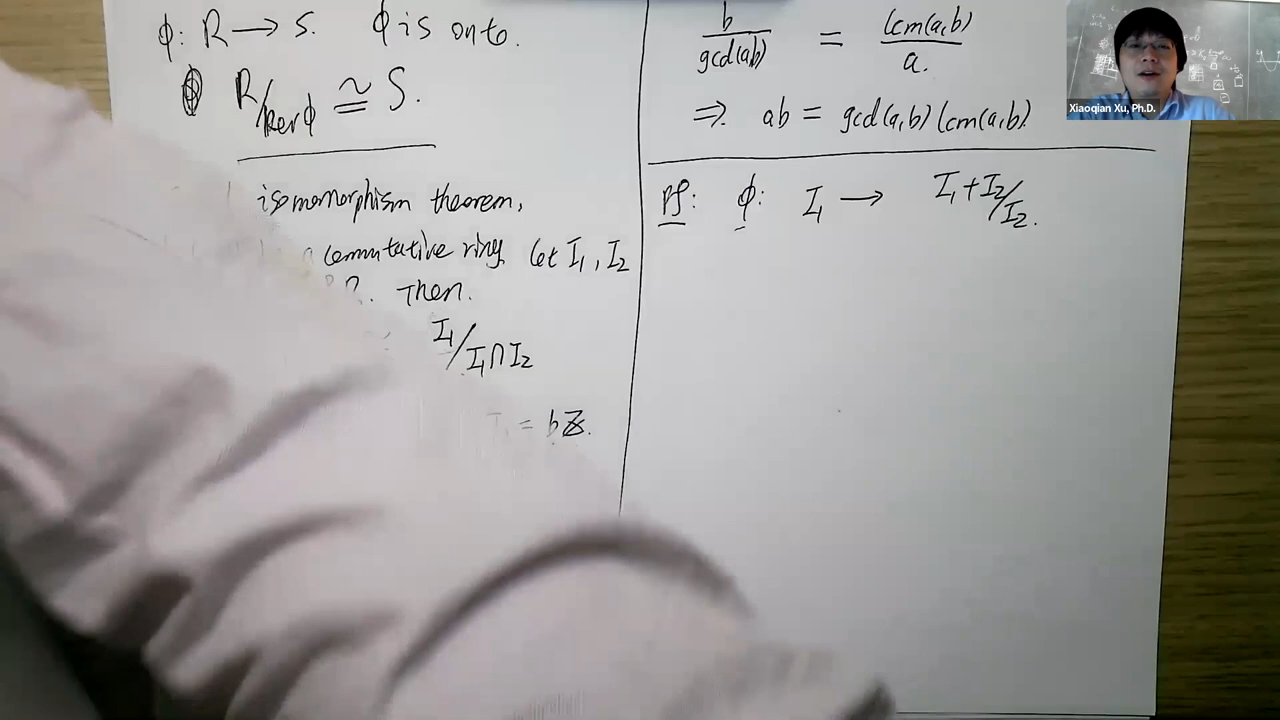 ϕ: R → S. ϕ is onto.
R/kerϕ ≅ S.
isomorphism theorem,
a commutative ring. Let I₁, I₂
Then.
I₁/I₁∩I₂
= bℤ.
b/gcd(ab) = lcm(a,b)/a.
⇒ ab = gcd(a,b) lcm(a,b)
Pf: ϕ: I₁ → I₁+I₂/I₂.
Xiaoqian Xu, Ph.D.